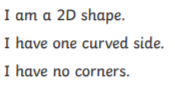 I am a 2D shape.
I have one curved side.
I have no corners.